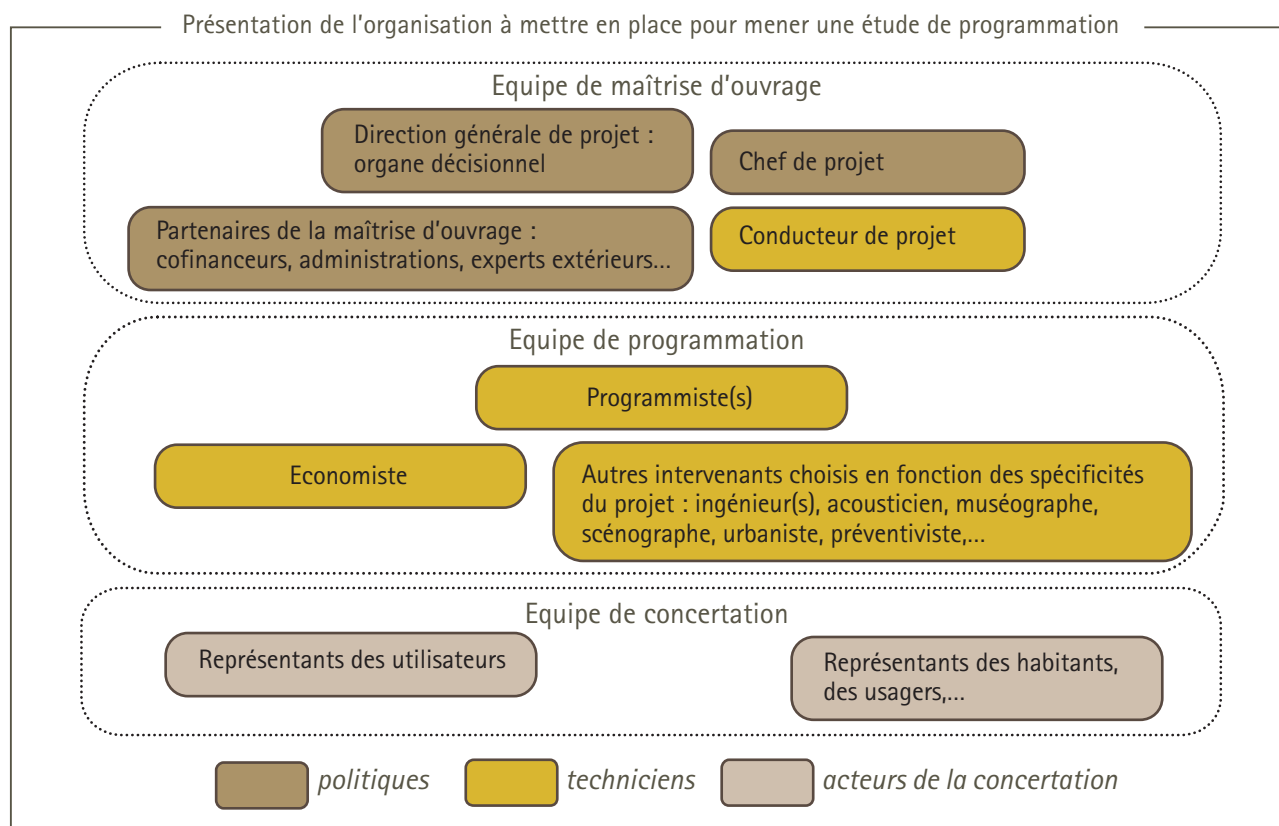 Présentation de l'organisation à mettre en place pour mener une étude de programmation
Equipe de maîtrise d'ouvrage
Direction générale de projet :
organe décisionnel
Chef de projet
Partenaires de la maîtrise d'ouvrage :
cofinanceurs, administrations, experts extérieurs...
Conducteur de projet
Equipe de programmation
Programmiste(s)
Economiste
Autres intervenants choisis en fonction des spécificités
du projet : ingénieur(s), acousticien, muséographe,
scénographe, urbaniste, préventiviste,...
Equipe de concertation
Représentants des utilisateurs
Représentants des habitants,
des usagers,...
politiques
techniciens
acteurs de la concertation